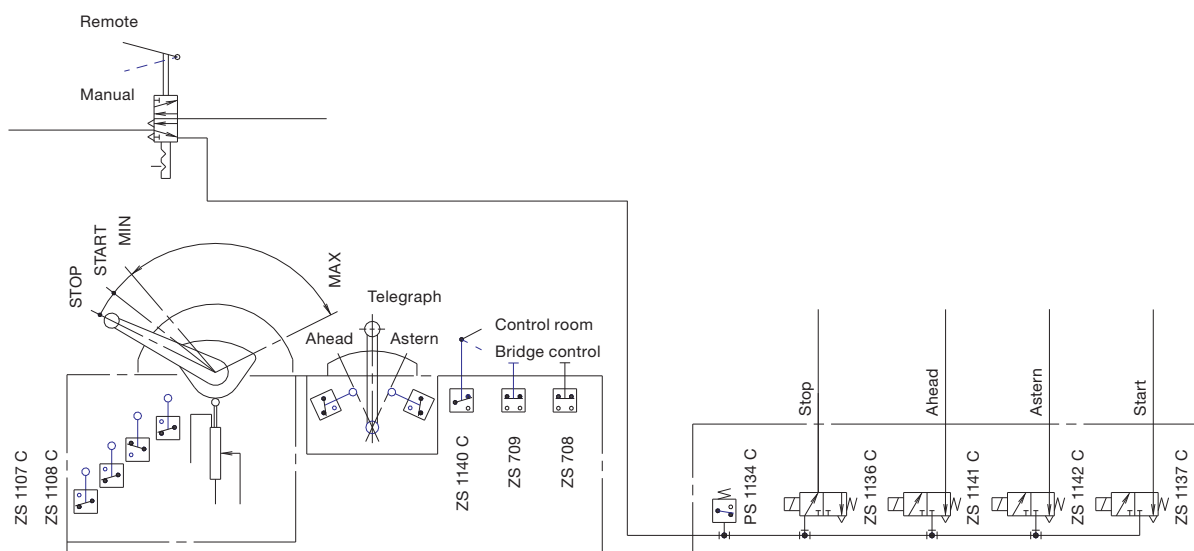 Remote
Manual
STOP
START
MIN
MAX
Telegraph
Ahead
Astern
Control room
Bridge control
ZS 1107 C
ZS 1108 C
ZS 1140 C
ZS 709
ZS 708
Stop
Ahead
Astern
Start
PS 1134 C
ZS 1136 C
ZS 1141 C
ZS 1142 C
ZS 1137 C